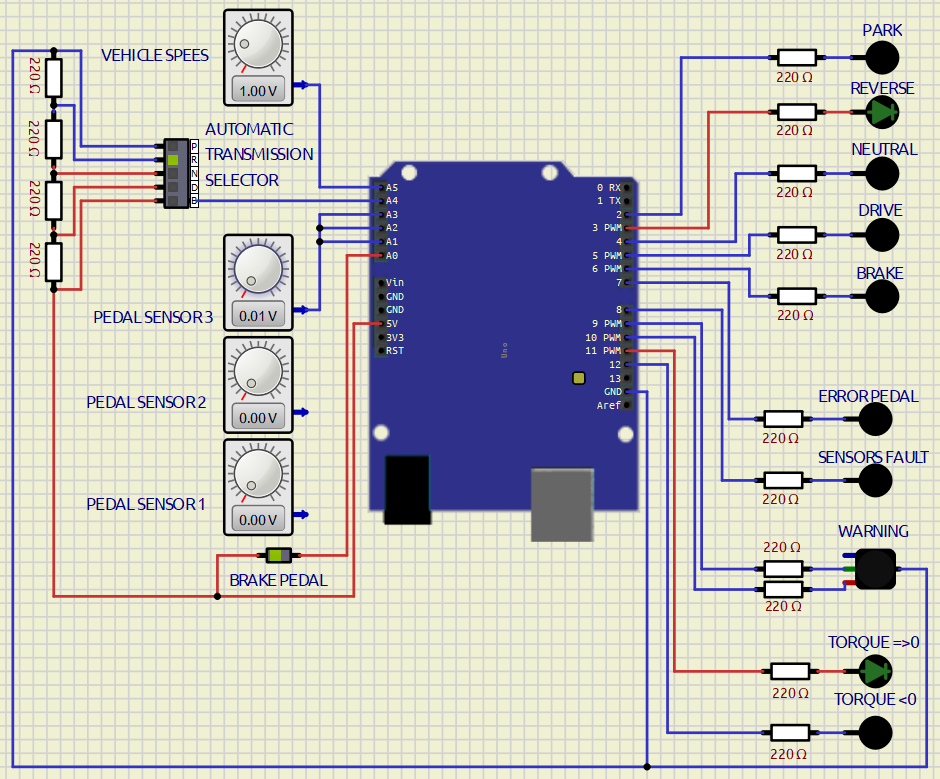 PARK
VEHICLE SPEES
220 Ω
220 Ω
1.00 V
REVERSE
220 Ω
220 Ω
AUTOMATIC
TRANSMISSION
SELECTOR
P
R
N
D
B
NEUTRAL
220 Ω
220 Ω
DRIVE
220 Ω
220 Ω
BRAKE
220 Ω
A5
A4
A3
A2
A1
A0
Vin
GND
GND
5V
3V3
RST
Uno
0 RX
1 TX
2
3 PWM
4
5 PWM
6 PWM
7
8
9 PWM
10 PWM
11 PWM
12
13
GND
Aref
PEDAL SENSOR 3
0.01 V
PEDAL SENSOR 2
0.00 V
PEDAL SENSOR 1
0.00 V
BRAKE PEDAL
ERROR PEDAL
220 Ω
SENSORS FAULT
220 Ω
WARNING
220 Ω
220 Ω
TORQUE =>0
220 Ω
TORQUE <0
220 Ω